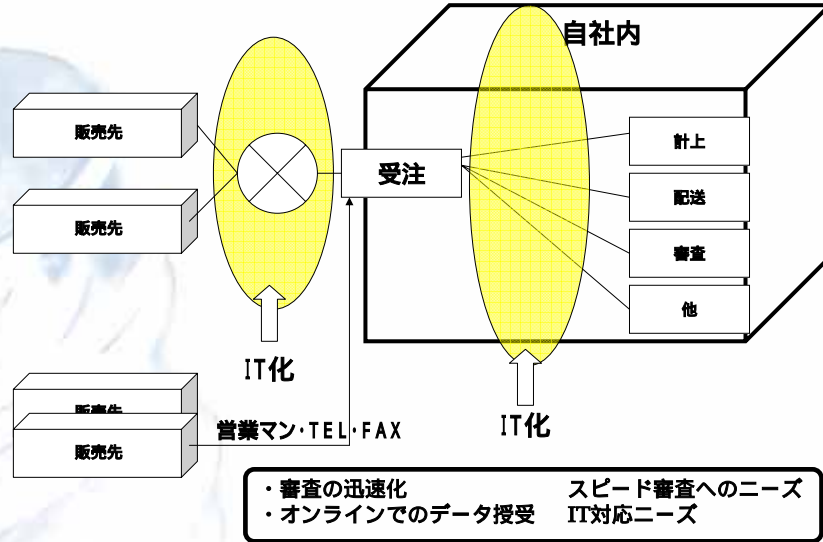 自社内
販売先
計上
受注
配送
販売先
審査
他
IT化
販売先
営業マン・TEL・FAX
IT化
販売先
・審査の迅速化 スピード審査へのニーズ
・オンラインでのデータ授受 IT対応ニーズ